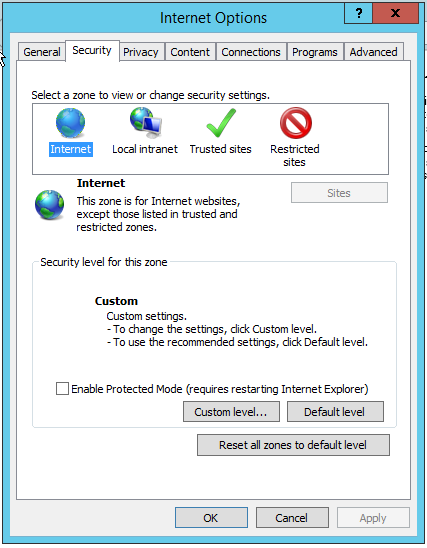 Internet Options
? x
General Security Privacy Content Connections Programs Advanced
Select a zone to view or change security settings.
Internet Local intranet Trusted sites Restricted
sites
Internet
Sites
This zone is for Internet websites,
except those listed in trusted and
restricted zones.
Security level for this zone
Custom
Custom settings.
- To change the settings, click Custom level.
- To use the recommended settings, click Default level.
Enable Protected Mode (requires restarting Internet Explorer)
Custom level... Default level
Reset all zones to default level
OK Cancel Apply